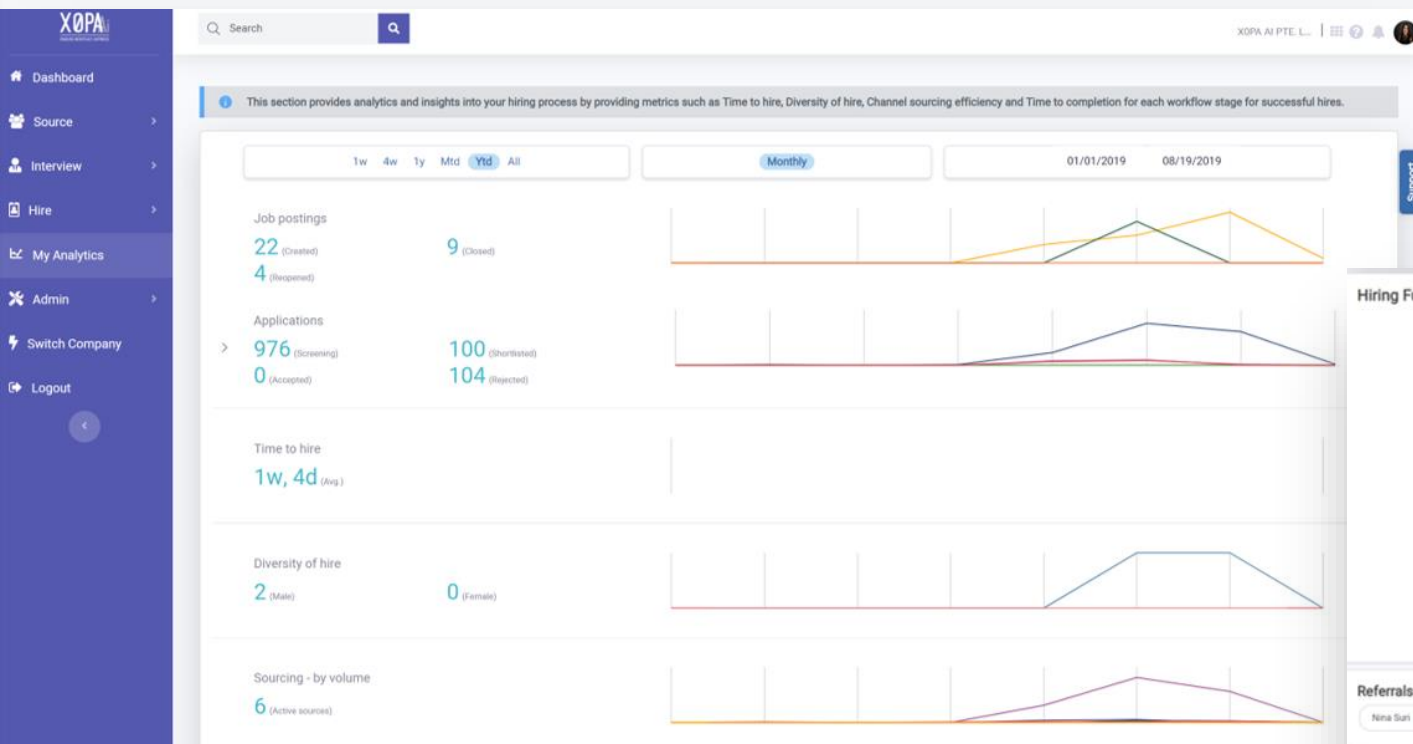 XØPA
Search
XOPA AI PTE. L...
Dashboard
Source
Interview
Hire
My Analytics
Admin
Switch Company
Logout
This section provides analytics and insights into your hiring process by providing metrics such as Time to hire, Diversity of hire, Channel sourcing efficiency and Time to completion for each workflow stage for successful hires.
1w 4w 1y Mtd Ytd All
Monthly
01/01/2019 08/19/2019
Support
Job postings
22 (Created) 9 (Closed)
4 (Reopened)
Applications
976 (Screening) 100 (Shortlisted)
0 (Accepted) 104 (Rejected)
Time to hire
1w, 4d (Avg.)
Diversity of hire
2 (Male) 0 (Female)
Sourcing - by volume
6 (Active sources)
Hiring Fu
Referrals
Nina Suri